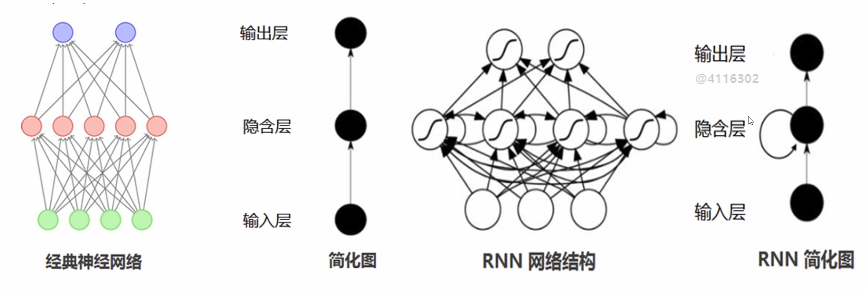 输出层
隐含层
输入层
经典神经网络
简化图
RNN 网络结构
输出层
@4116302
隐含层
输入层
RNN 简化图